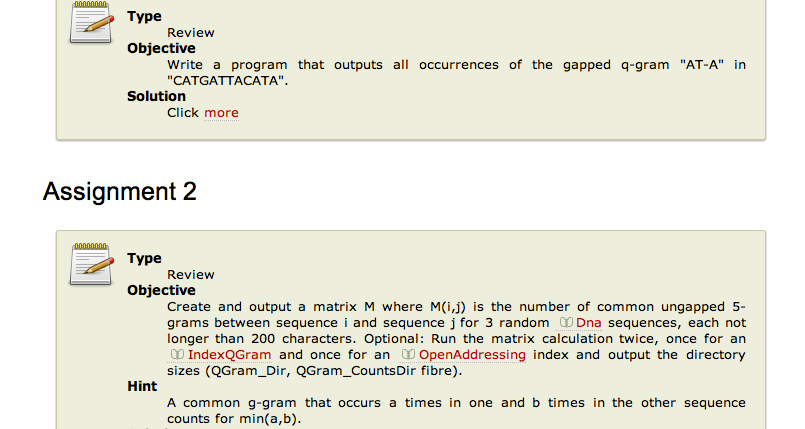 Type
Review
Objective
Write a program that outputs all occurrences of the gapped q-gram "AT-A" in
"CATGATTACATA".
Solution
Click more
Assignment 2
Type
Review
Objective
Create and output a matrix M where M(i,j) is the number of common ungapped 5-
grams between sequence i and sequence j for 3 random Dna sequences, each not
longer than 200 characters. Optional: Run the matrix calculation twice, once for an
IndexQGram and once for an OpenAddressing index and output the directory
sizes (QGram_Dir, QGram_CountsDir fibre).
Hint
A common g-gram that occurs a times in one and b times in the other sequence
counts for min(a,b).